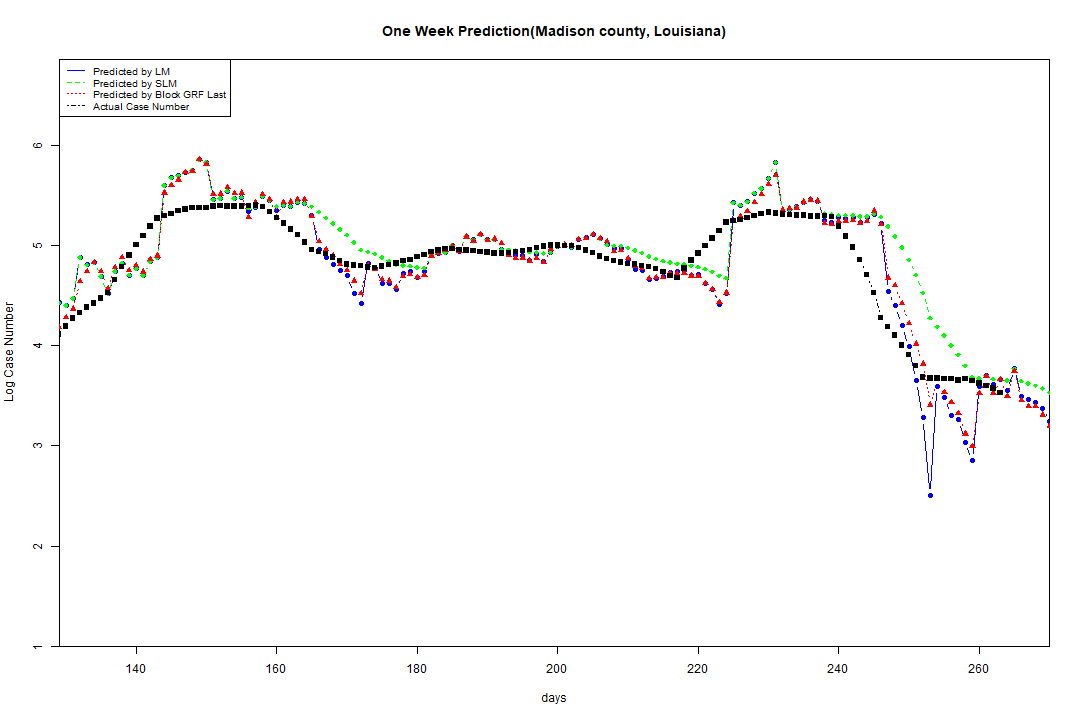 One Week Prediction(Madison county, Louisiana)
Predicted by LM
Predicted by SLM
Predicted by Block GRF Last
Actual Case Number
6
5
4
3
2
1
Log Case Number
140 160 180 200 220 240 260
days